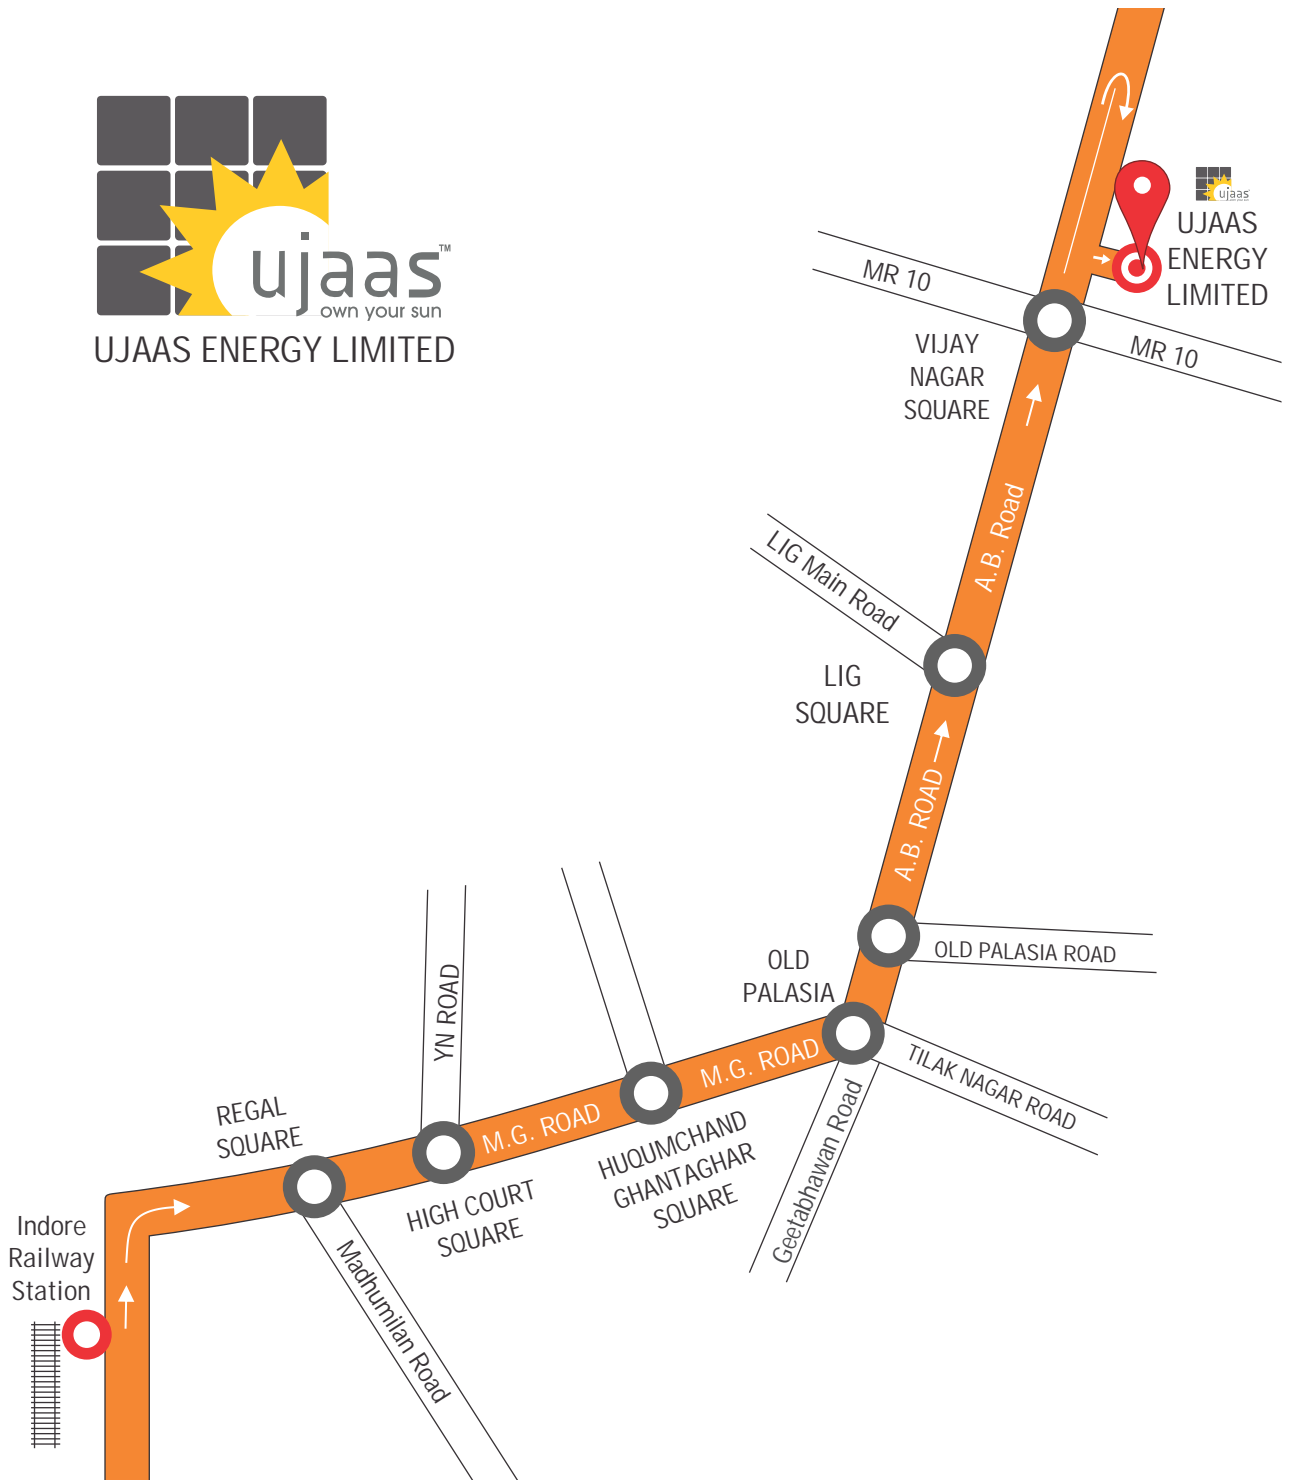 ujaas™
own your sun
UJAAS ENERGY LIMITED
ujaas
UJAAS
ENERGY
LIMITED
MR 10
MR 10
VIJAY
NAGAR
SQUARE
A.B. Road
LIG Main Road
LIG
SQUARE
A.B. ROAD
OLD PALASIA ROAD
OLD
PALASIA
TILAK NAGAR ROAD
Geetabhawan Road
M.G. ROAD
YN ROAD
M.G. ROAD
HUQUMCHAND
GHANTAGHAR
SQUARE
REGAL
SQUARE
HIGH COURT
SQUARE
Madhumilan Road
Indore
Railway
Station